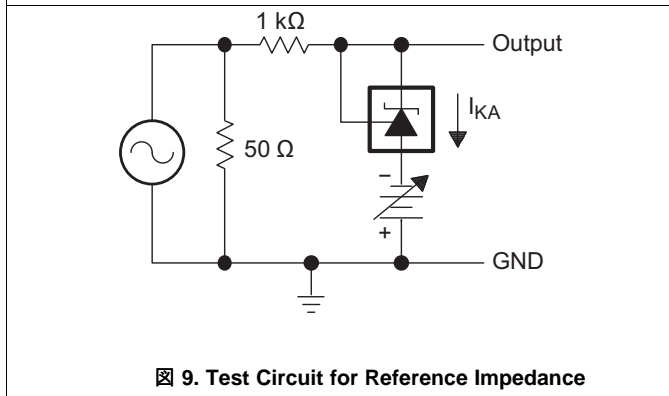 1 kΩ
Output
I_KA
50 Ω
−
+
GND
図 9. Test Circuit for Reference Impedance